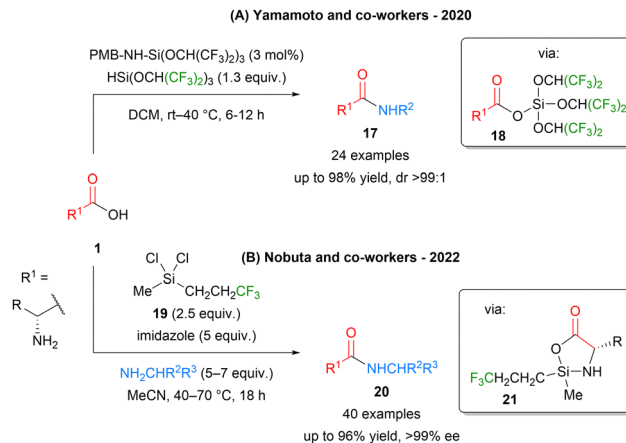 (A) Yamamoto and co-workers - 2020
PMB-NH-Si(OCH(CF₃)₂)₃ (3 mol%)
HSi(OCH(CF₃)₂)₃ (1.3 equiv.)
DCM, rt–40 °C, 6-12 h
O
R¹
NHR²
17
24 examples
up to 98% yield, dr >99:1
via:
O
R¹
O
Si
OCH(CF₃)₂
OCH(CF₃)₂
OCH(CF₃)₂
18
O
R¹
OH
1
R¹ =
R
NH₂
(B) Nobuta and co-workers - 2022
Cl
Cl
Si
Me
CH₂CH₂CF₃
19 (2.5 equiv.)
imidazole (5 equiv.)
NH₂CHR²R³ (5–7 equiv.)
MeCN, 40–70 °C, 18 h
O
R¹
NHCHR²R³
20
40 examples
up to 96% yield, >99% ee
via:
O
O
R
Si
NH
F₃CH₂CH₂C
Me
21